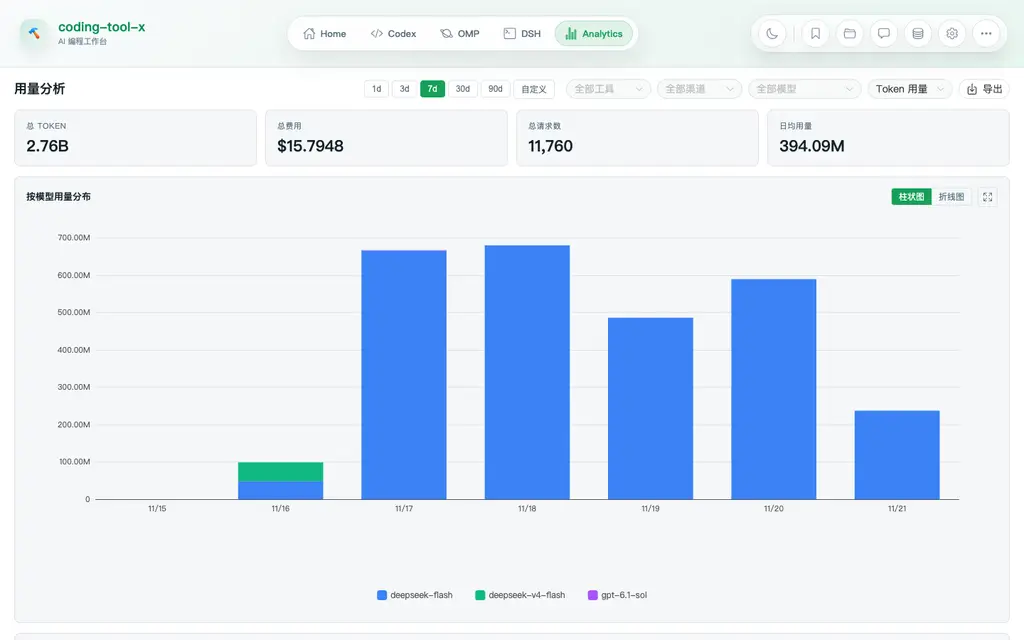 coding-tool-x
AI 编程工作台
Home
Codex
OMP
DSH
Analytics
用量分析
1d
3d
7d
30d
90d
自定义
全部工具
全部渠道
全部模型
Token 用量
导出
总 TOKEN
2.76B
总费用
$15.7948
总请求数
11,760
日均用量
394.09M
按模型用量分布
柱状图
折线图
700.00M
600.00M
500.00M
400.00M
300.00M
200.00M
100.00M
0
11/15
11/16
11/17
11/18
11/19
11/20
11/21
deepseek-flash
deepseek-v4-flash
gpt-6.1-sol